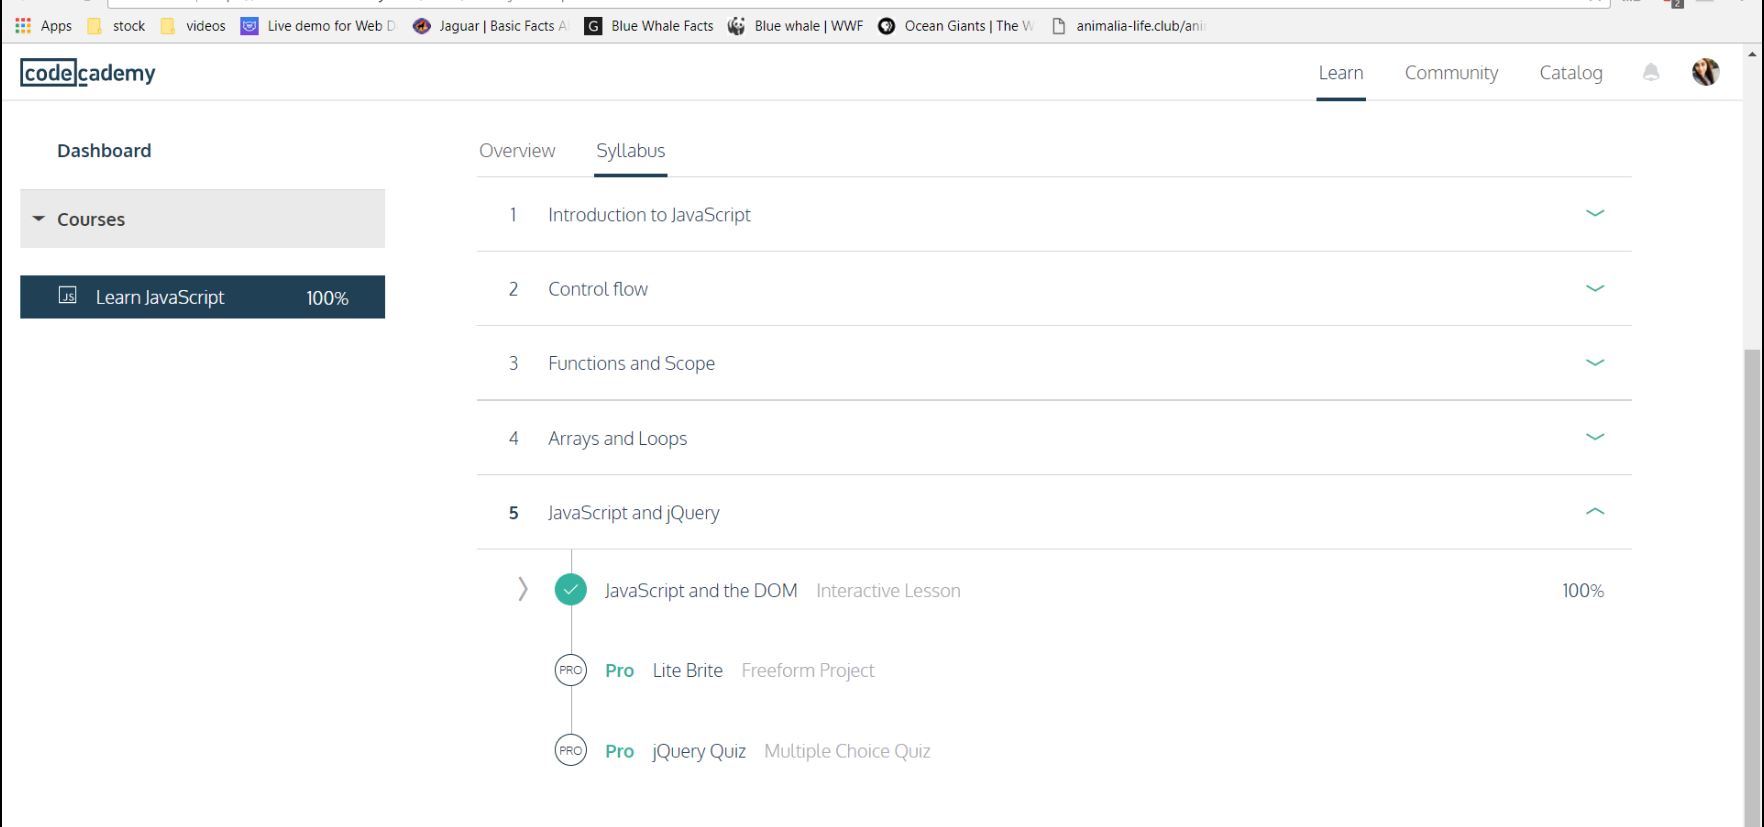 Apps stock videos Live demo for Web D Jaguar | Basic Facts A G Blue Whale Facts Blue whale | WWF Ocean Giants | The W animalia-life.club/ani
codecademy Learn Community Catalog
Dashboard Overview Syllabus
Courses
JS Learn JavaScript 100%
1 Introduction to JavaScript
2 Control flow
3 Functions and Scope
4 Arrays and Loops
5 JavaScript and jQuery
JavaScript and the DOM Interactive Lesson 100%
PRO Pro Lite Brite Freeform Project
PRO Pro jQuery Quiz Multiple Choice Quiz